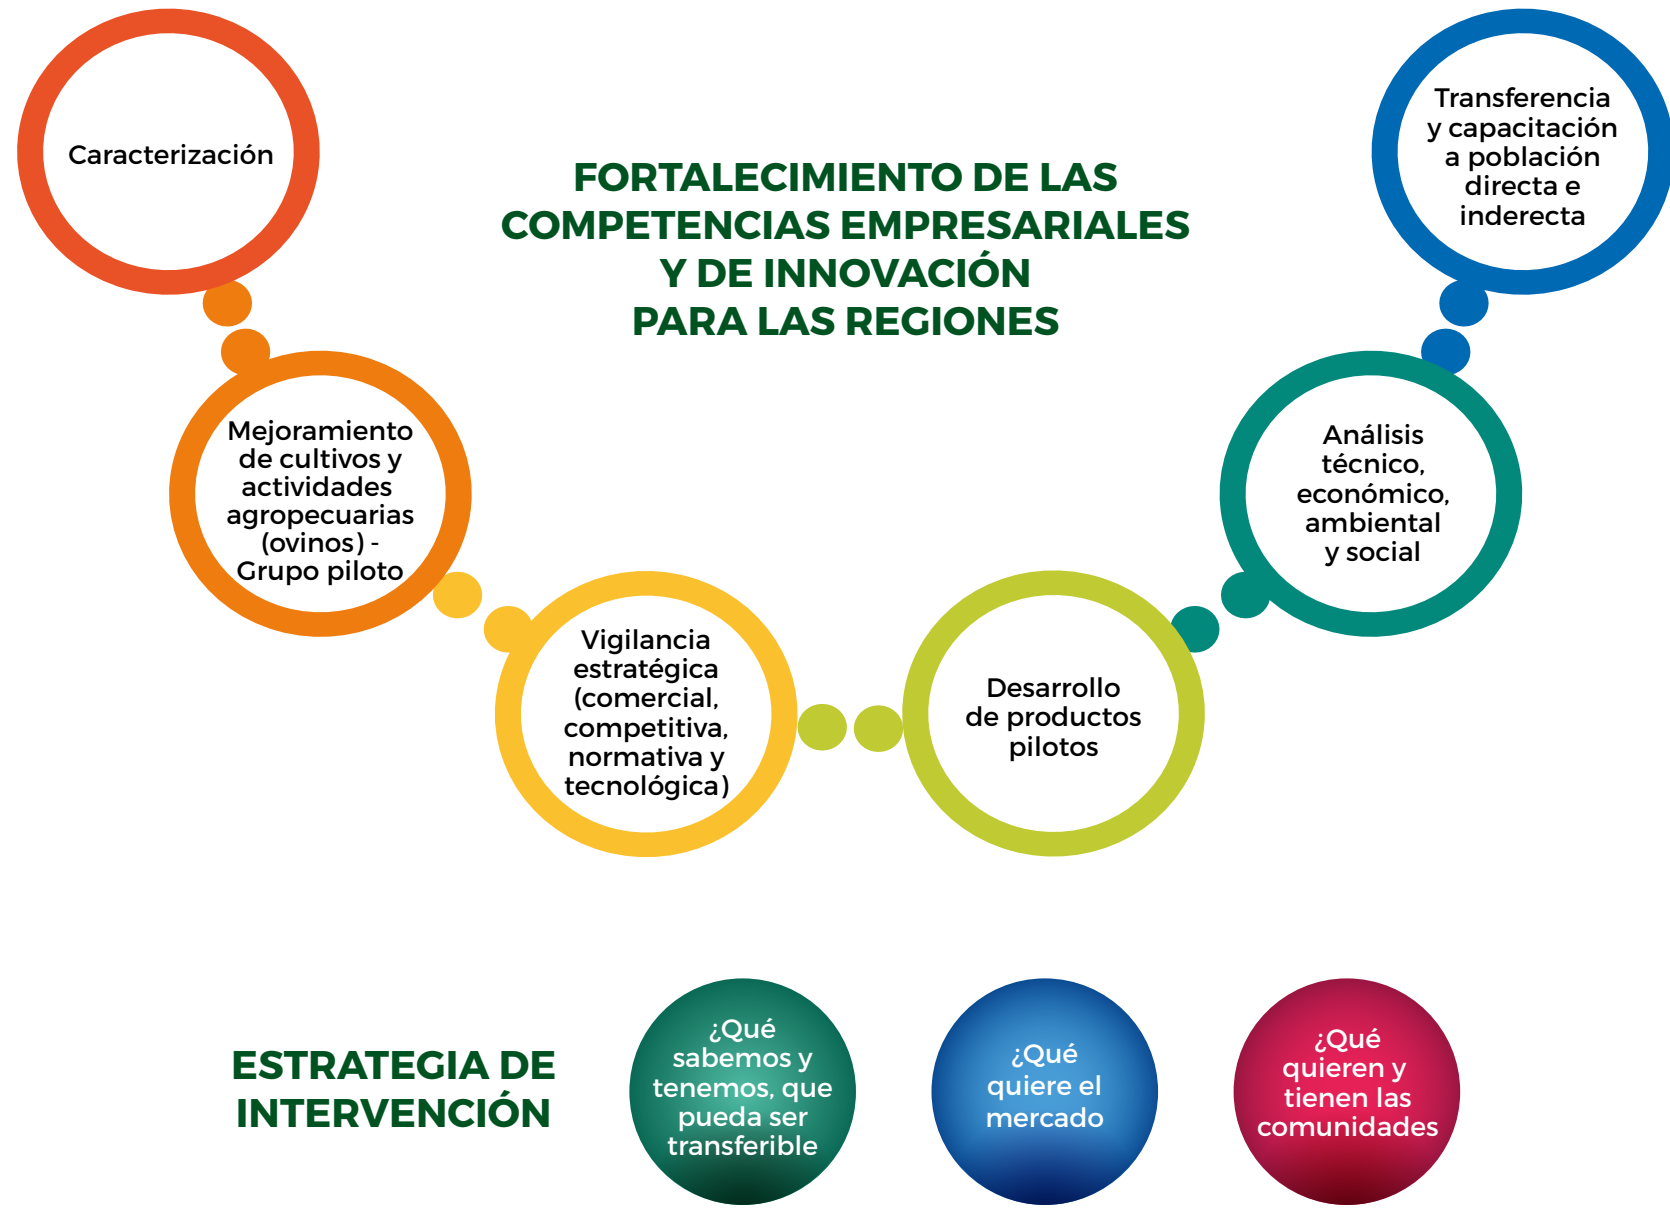 Caracterización
FORTALECIMIENTO DE LAS
COMPETENCIAS EMPRESARIALES
Y DE INNOVACIÓN
PARA LAS REGIONES
Transferencia
y capacitación
a población
directa e
inderecta
Mejoramiento
de cultivos y
actividades
agropecuarias
(ovinos) -
Grupo piloto
Vigilancia
estratégica
(comercial,
competitiva,
normativa y
tecnológica)
Desarrollo
de productos
pilotos
Análisis
técnico,
económico,
ambiental
y social
ESTRATEGIA DE
INTERVENCIÓN
¿Qué
sabemos y
tenemos, que
pueda ser
transferible
¿Qué
quiere el
mercado
¿Qué
quieren y
tienen las
comunidades